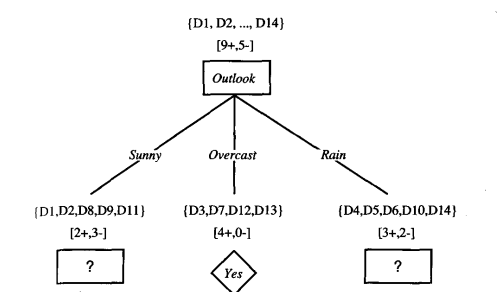 {D1, D2, ..., D14}
[9+,5-]
Outlook
Sunny Overcast Rain
{D1,D2,D8,D9,D11} {D3,D7,D12,D13} {D4,D5,D6,D10,D14}
[2+,3-] [4+,0-] [3+,2-]
? Yes ?